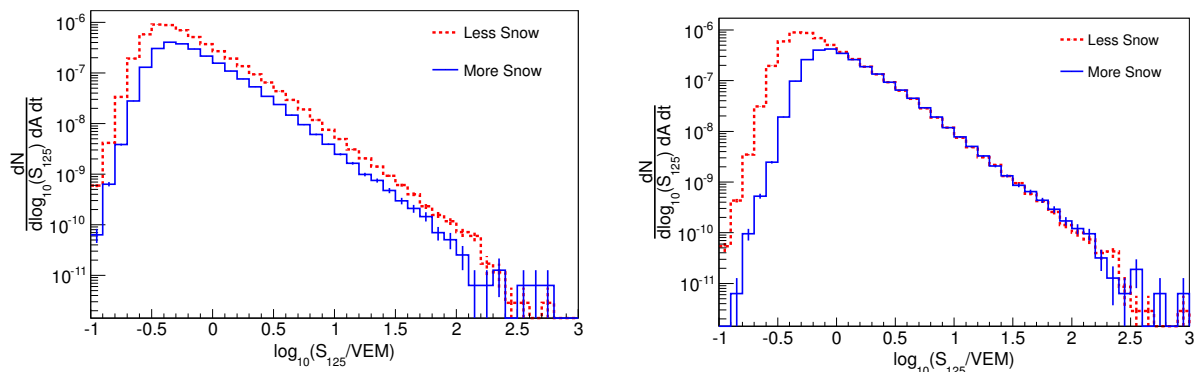 10⁻⁶
10⁻⁷
10⁻⁸
10⁻⁹
10⁻¹⁰
10⁻¹¹
dN
dlog₁₀(S₁₂₅) dA dt
Less Snow
More Snow
-1 -0.5 0 0.5 1 1.5 2 2.5 3
log₁₀(S₁₂₅/VEM)
10⁻⁶
10⁻⁷
10⁻⁸
10⁻⁹
10⁻¹⁰
10⁻¹¹
dN
dlog₁₀(S₁₂₅) dA dt
Less Snow
More Snow
-1 -0.5 0 0.5 1 1.5 2 2.5 3
log₁₀(S₁₂₅/VEM)